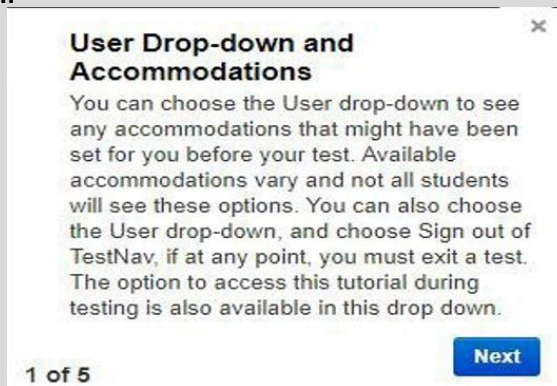 User Drop-down and
Accommodations
You can choose the User drop-down to see
any accommodations that might have been
set for you before your test. Available
accommodations vary and not all students
will see these options. You can also choose
the User drop-down, and choose Sign out of
TestNav, if at any point, you must exit a test.
The option to access this tutorial during
testing is also available in this drop down.
Next
1 of 5